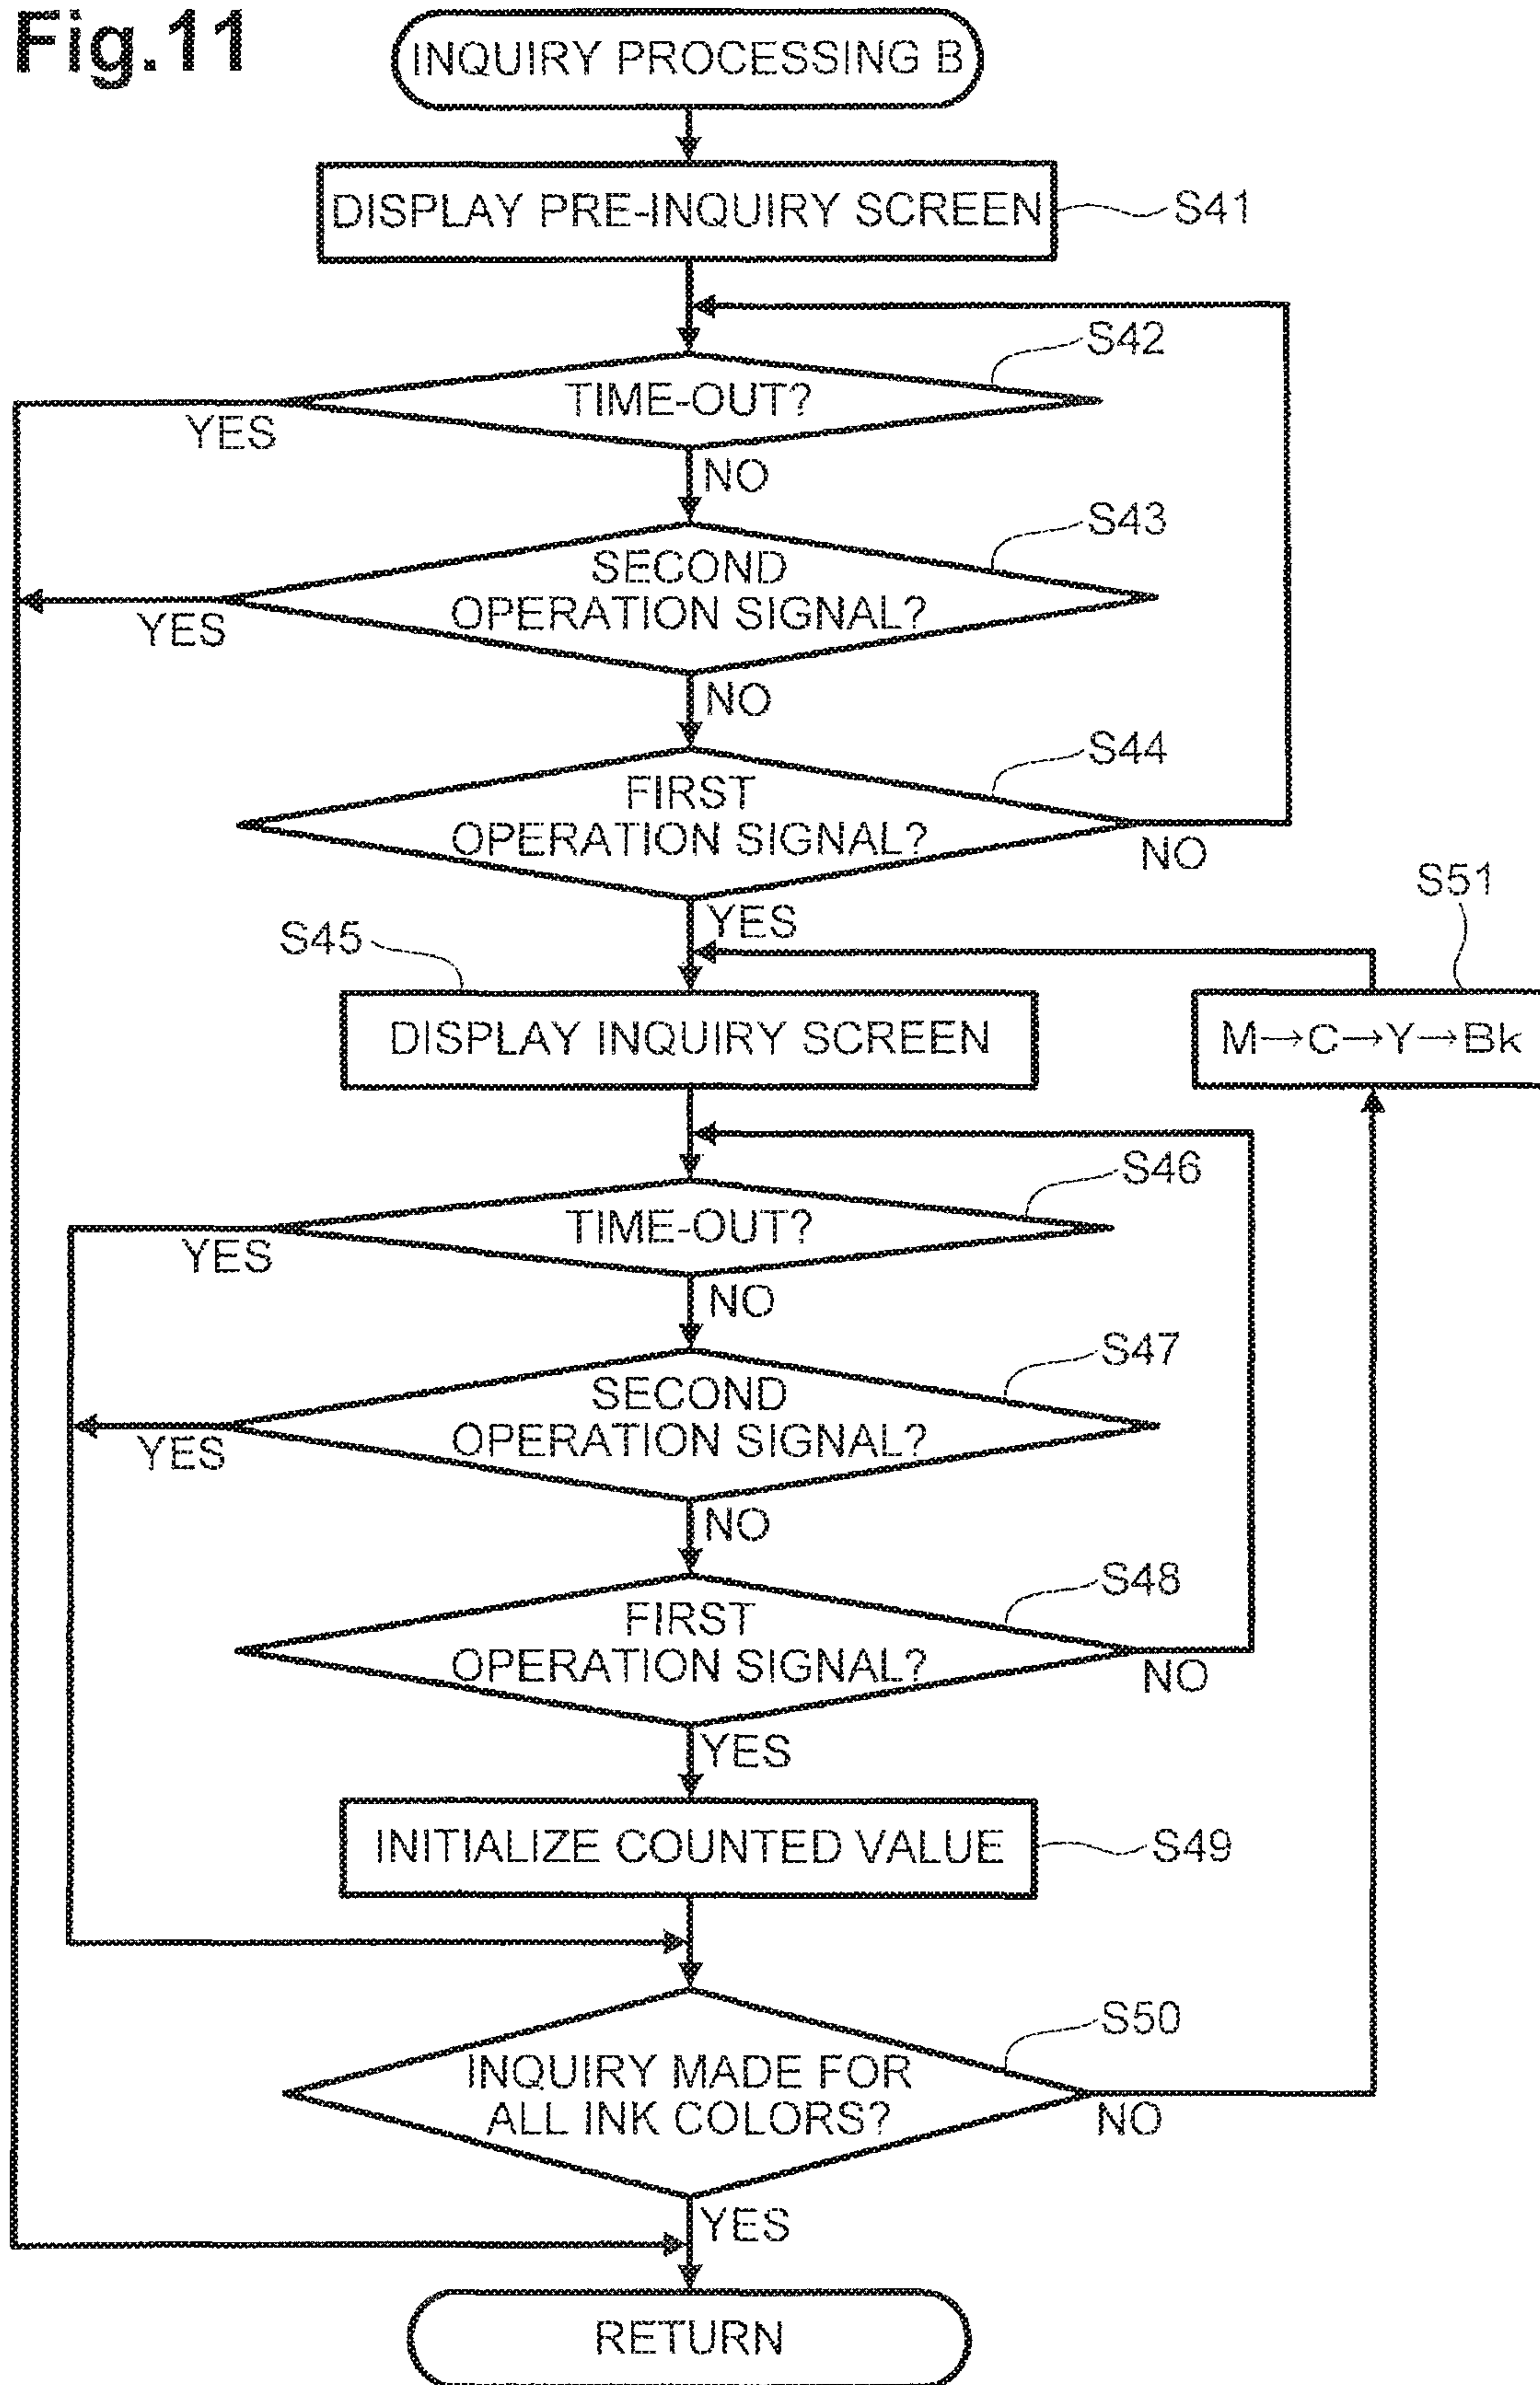 Fig.11
INQUIRY PROCESSING B
DISPLAY PRE-INQUIRY SCREEN
S41
S42
TIME-OUT?
YES
NO
S43
SECOND
OPERATION SIGNAL?
YES
NO
S44
FIRST
OPERATION SIGNAL?
NO
YES
S51
S45
DISPLAY INQUIRY SCREEN
M→C→Y→Bk
S46
TIME-OUT?
YES
NO
S47
SECOND
OPERATION SIGNAL?
YES
NO
S48
FIRST
OPERATION SIGNAL?
NO
YES
INITIALIZE COUNTED VALUE
S49
S50
INQUIRY MADE FOR
ALL INK COLORS?
NO
YES
RETURN